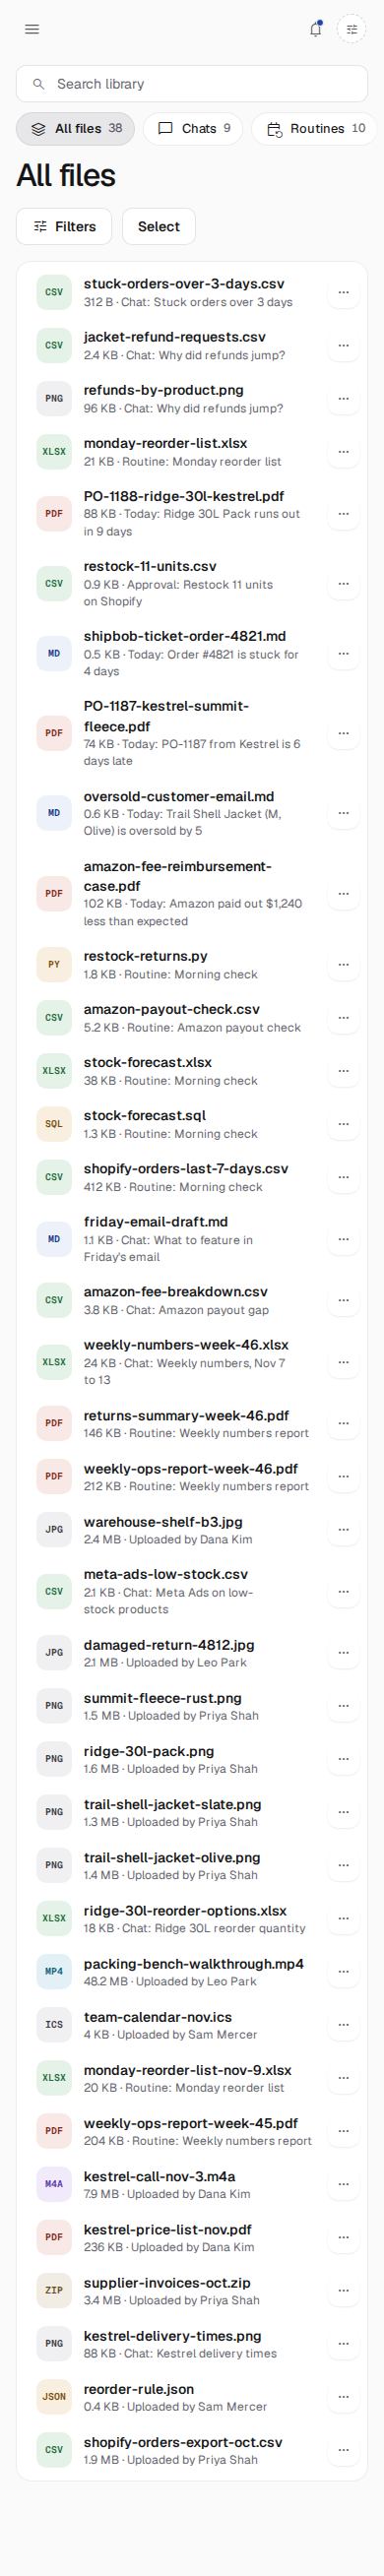 Search library
All files 38
Chats 9
Routines 10
All files
Filters
Select
CSV
stuck-orders-over-3-days.csv
312 B · Chat: Stuck orders over 3 days
CSV
jacket-refund-requests.csv
2.4 KB · Chat: Why did refunds jump?
PNG
refunds-by-product.png
96 KB · Chat: Why did refunds jump?
XLSX
monday-reorder-list.xlsx
21 KB · Routine: Monday reorder list
PDF
PO-1188-ridge-30l-kestrel.pdf
88 KB · Today: Ridge 30L Pack runs out
in 9 days
CSV
restock-11-units.csv
0.9 KB · Approval: Restock 11 units
on Shopify
MD
shipbob-ticket-order-4821.md
0.5 KB · Today: Order #4821 is stuck for
4 days
PDF
PO-1187-kestrel-summit-
fleece.pdf
74 KB · Today: PO-1187 from Kestrel is 6
days late
MD
oversold-customer-email.md
0.6 KB · Today: Trail Shell Jacket (M,
Olive) is oversold by 5
PDF
amazon-fee-reimbursement-
case.pdf
102 KB · Today: Amazon paid out $1,240
less than expected
PY
restock-returns.py
1.8 KB · Routine: Morning check
CSV
amazon-payout-check.csv
5.2 KB · Routine: Amazon payout check
XLSX
stock-forecast.xlsx
38 KB · Routine: Morning check
SQL
stock-forecast.sql
1.3 KB · Routine: Morning check
CSV
shopify-orders-last-7-days.csv
412 KB · Routine: Morning check
MD
friday-email-draft.md
1.1 KB · Chat: What to feature in
Friday's email
CSV
amazon-fee-breakdown.csv
3.8 KB · Chat: Amazon payout gap
XLSX
weekly-numbers-week-46.xlsx
24 KB · Chat: Weekly numbers, Nov 7
to 13
PDF
returns-summary-week-46.pdf
146 KB · Routine: Weekly numbers report
PDF
weekly-ops-report-week-46.pdf
212 KB · Routine: Weekly numbers report
JPG
warehouse-shelf-b3.jpg
2.4 MB · Uploaded by Dana Kim
CSV
meta-ads-low-stock.csv
2.1 KB · Chat: Meta Ads on low-
stock products
JPG
damaged-return-4812.jpg
2.1 MB · Uploaded by Leo Park
PNG
summit-fleece-rust.png
1.5 MB · Uploaded by Priya Shah
PNG
ridge-30l-pack.png
1.6 MB · Uploaded by Priya Shah
PNG
trail-shell-jacket-slate.png
1.3 MB · Uploaded by Priya Shah
PNG
trail-shell-jacket-olive.png
1.4 MB · Uploaded by Priya Shah
XLSX
ridge-30l-reorder-options.xlsx
18 KB · Chat: Ridge 30L reorder quantity
MP4
packing-bench-walkthrough.mp4
48.2 MB · Uploaded by Leo Park
ICS
team-calendar-nov.ics
4 KB · Uploaded by Sam Mercer
XLSX
monday-reorder-list-nov-9.xlsx
20 KB · Routine: Monday reorder list
PDF
weekly-ops-report-week-45.pdf
204 KB · Routine: Weekly numbers report
M4A
kestrel-call-nov-3.m4a
7.9 MB · Uploaded by Dana Kim
PDF
kestrel-price-list-nov.pdf
236 KB · Uploaded by Dana Kim
ZIP
supplier-invoices-oct.zip
3.4 MB · Uploaded by Priya Shah
PNG
kestrel-delivery-times.png
88 KB · Chat: Kestrel delivery times
JSON
reorder-rule.json
0.4 KB · Uploaded by Sam Mercer
CSV
shopify-orders-export-oct.csv
1.9 MB · Uploaded by Priya Shah